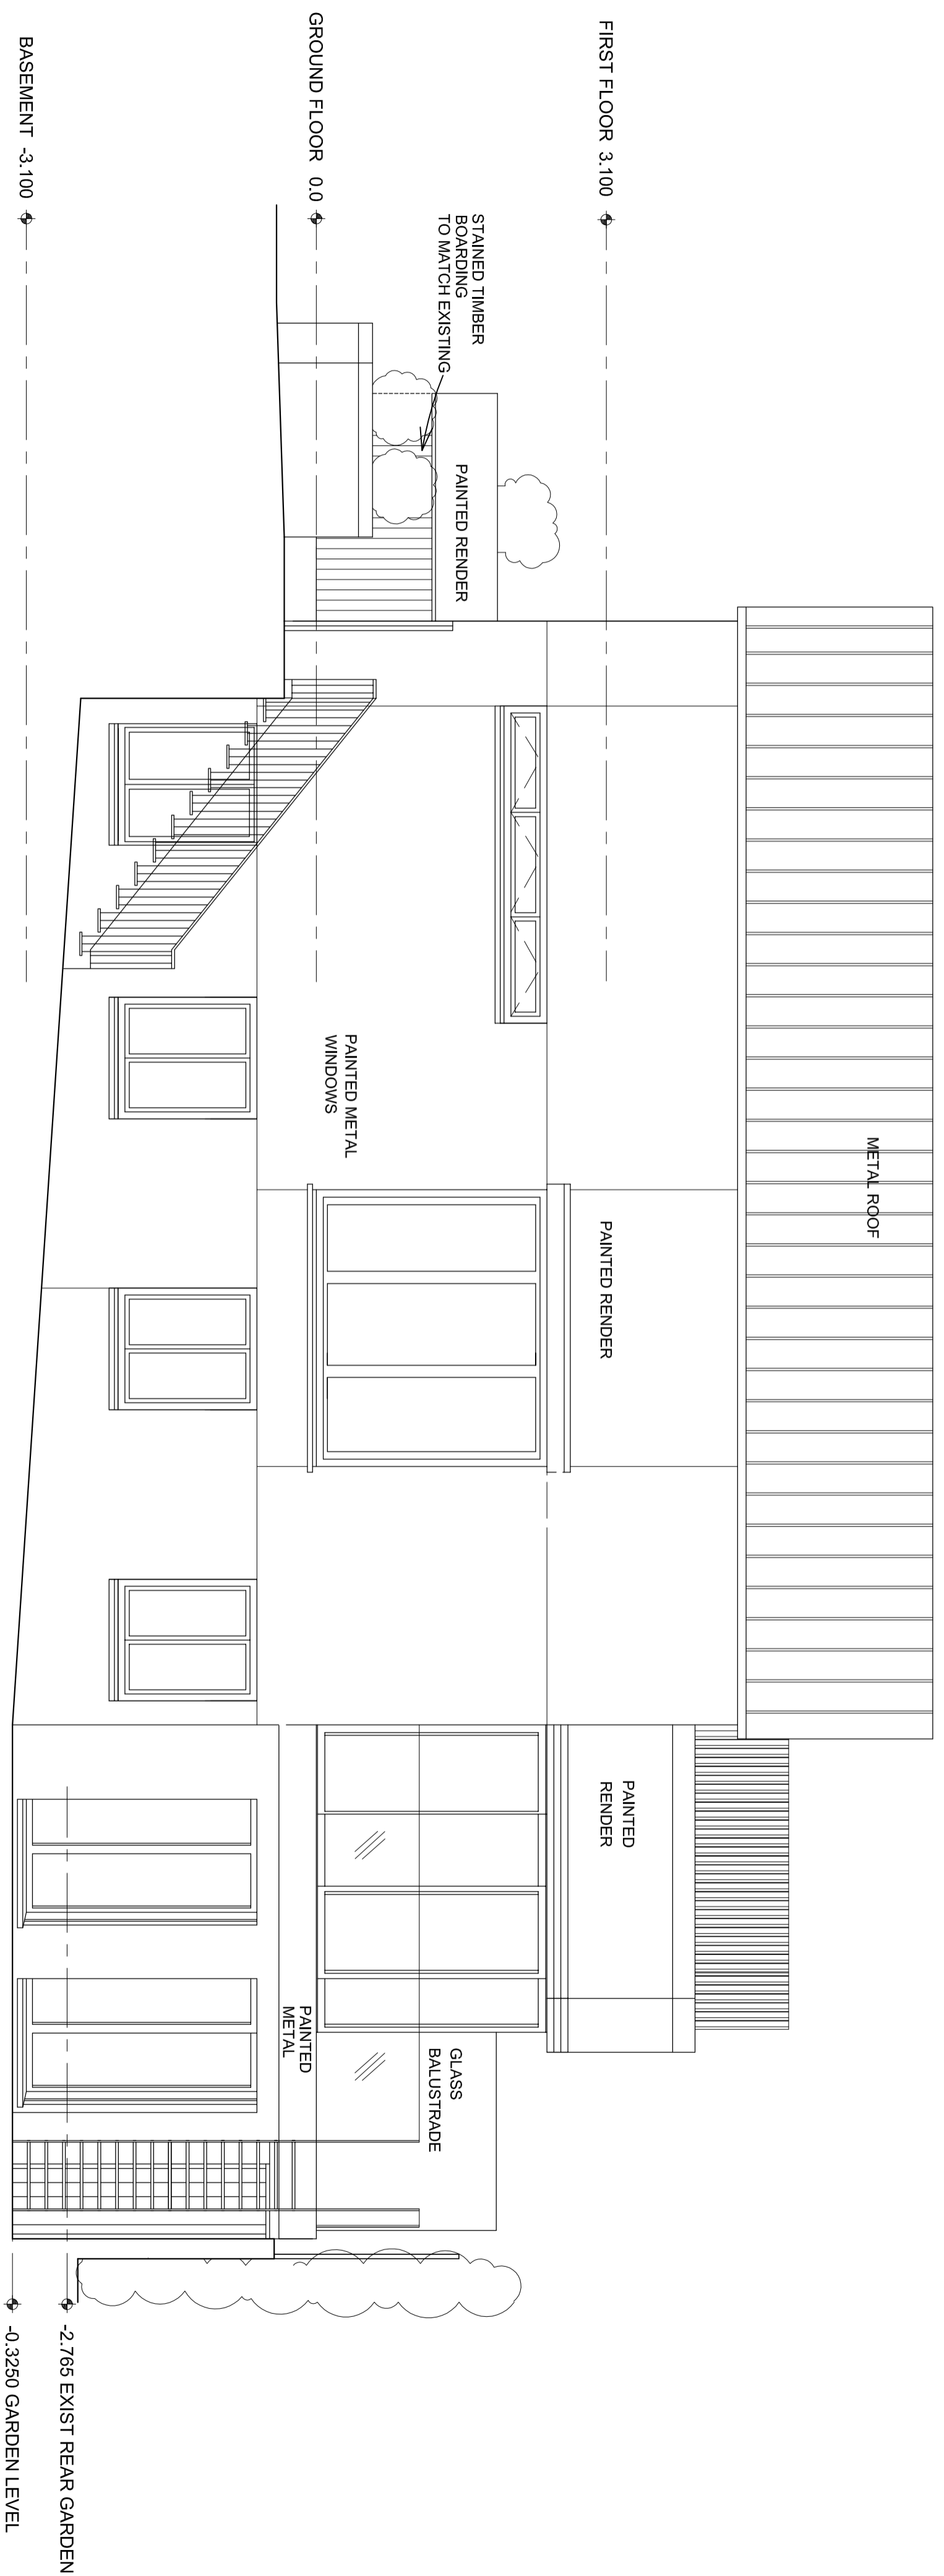 METAL ROOF
FIRST FLOOR 3.100
PAINTED RENDER
PAINTED
RENDER
STAINED TIMBER
BOARDING
TO MATCH EXISTING
PAINTED RENDER
GROUND FLOOR 0.0
PAINTED METAL
WINDOWS
GLASS
BALUSTRADE
PAINTED
METAL
BASEMENT -3.100
-2.765 EXIST REAR GARDEN
-0.3250 GARDEN LEVEL